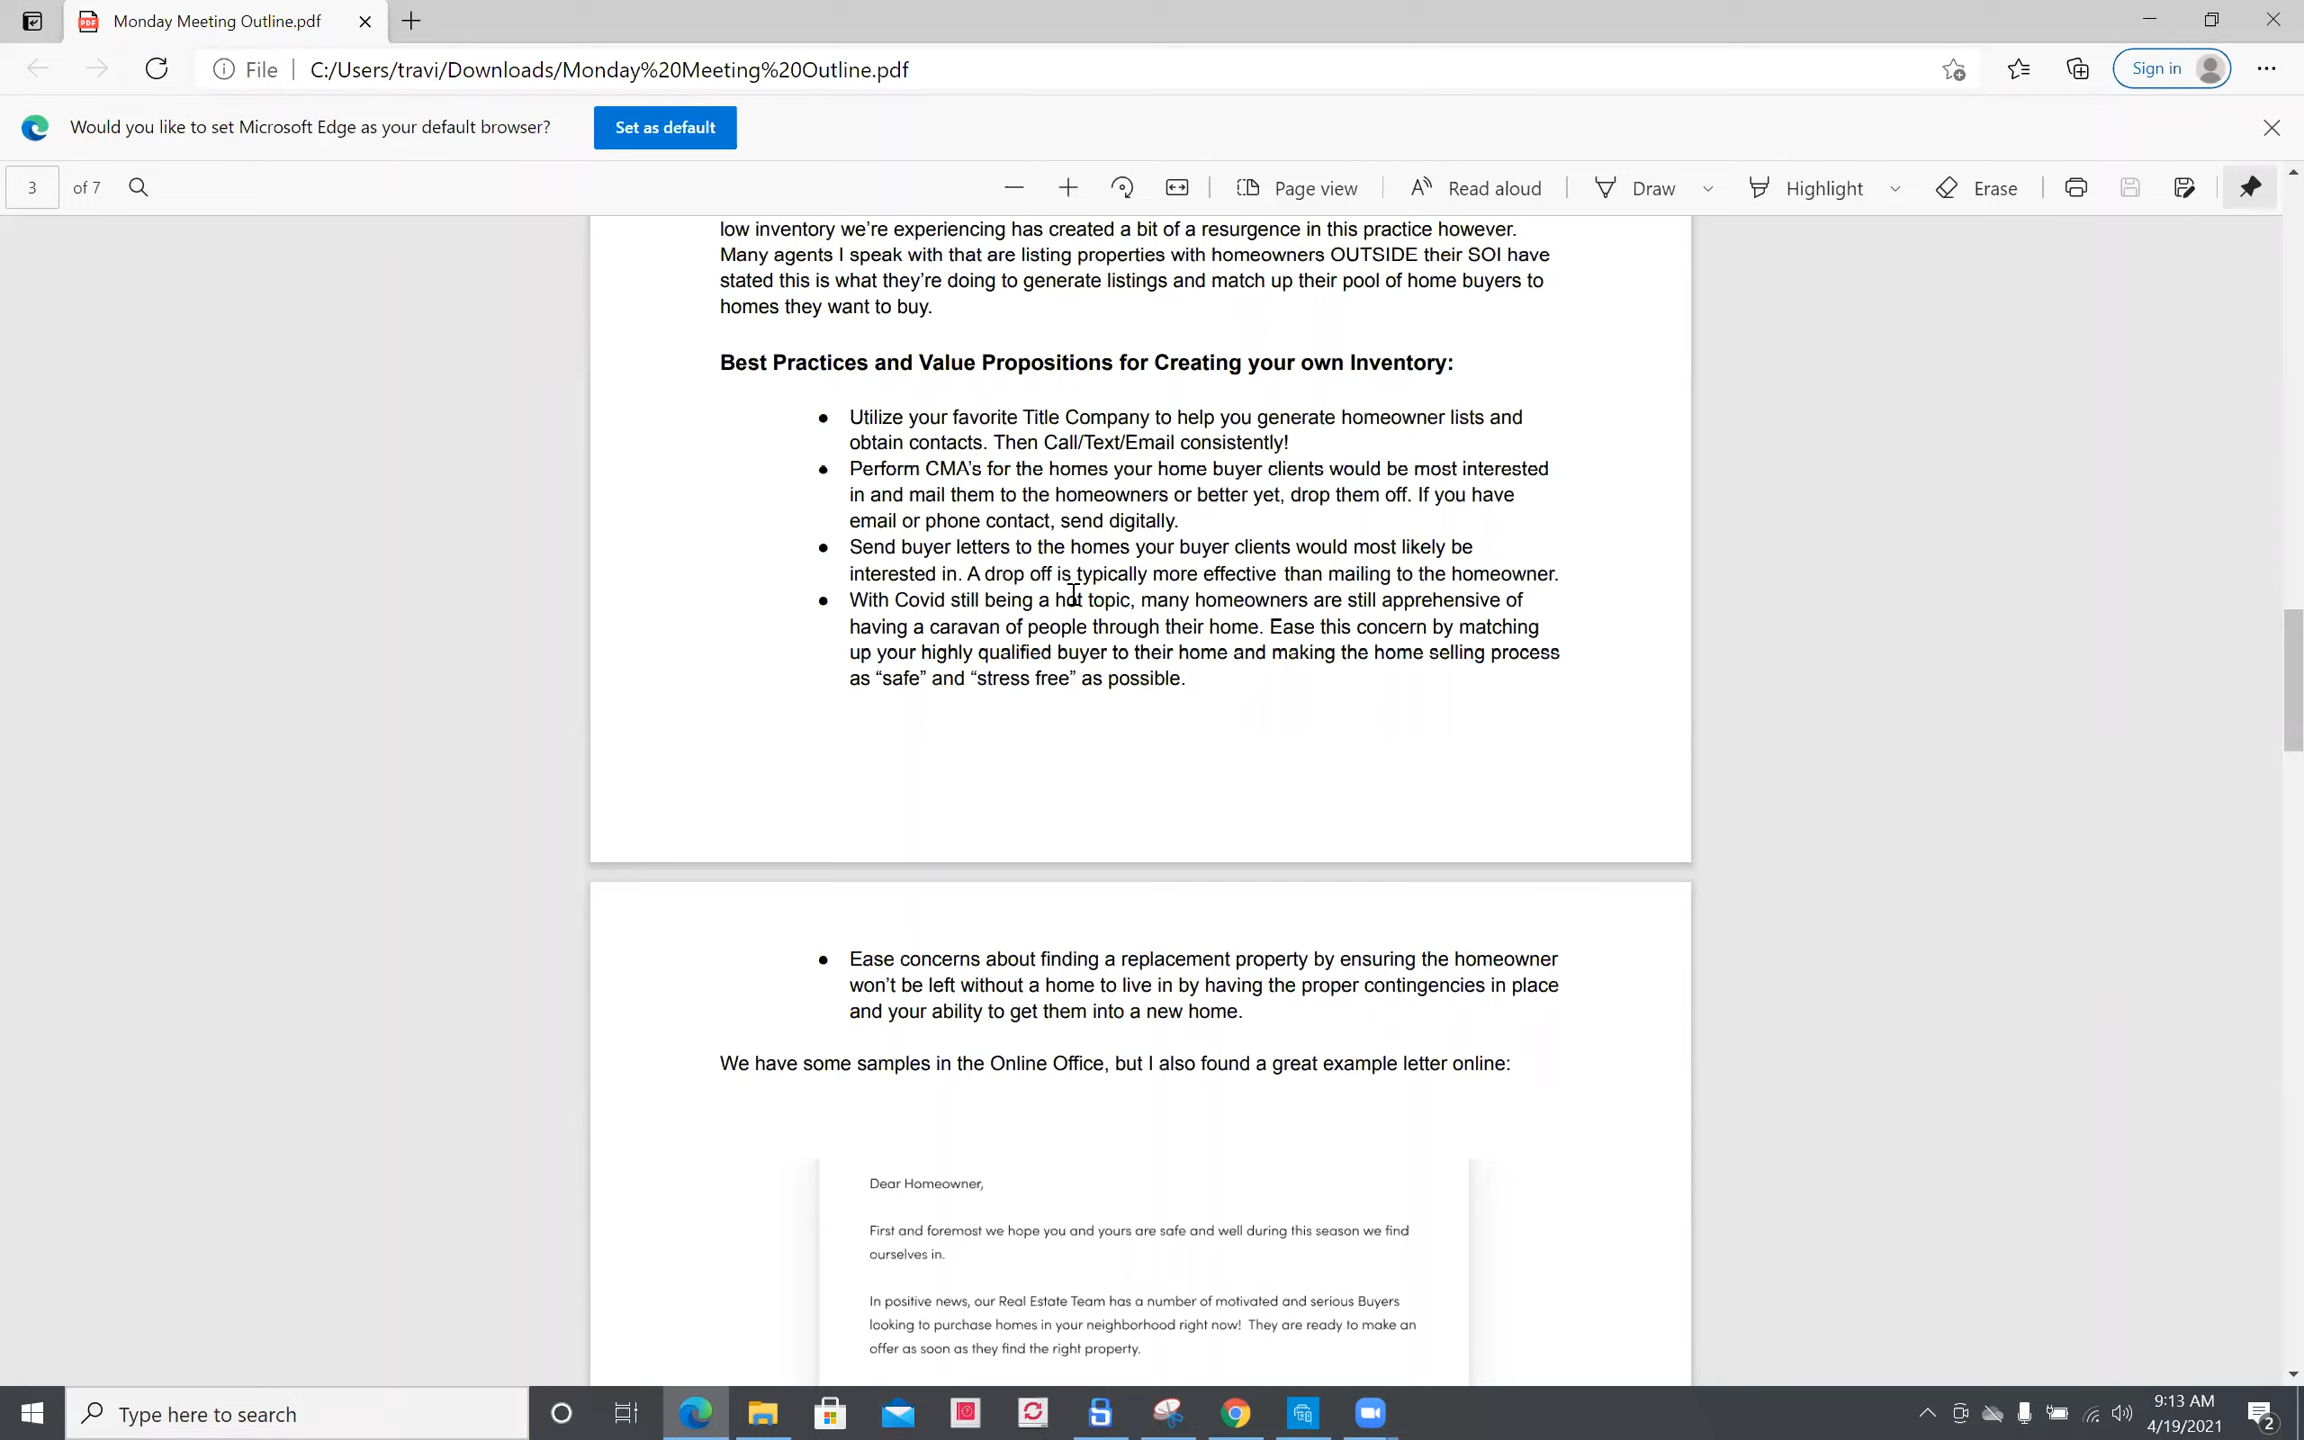 Monday Meeting Outline.pdf
File
C:/Users/travi/Downloads/Monday%20Meeting%20Outline.pdf
Sign in
Would you like to set Microsoft Edge as your default browser?
Set as default
3 of 7
Page view
Read aloud
Draw
Highlight
Erase
low inventory we’re experiencing has created a bit of a resurgence in this practice however.
Many agents I speak with that are listing properties with homeowners OUTSIDE their SOI have
stated this is what they’re doing to generate listings and match up their pool of home buyers to
homes they want to buy.
Best Practices and Value Propositions for Creating your own Inventory:
● Utilize your favorite Title Company to help you generate homeowner lists and
obtain contacts. Then Call/Text/Email consistently!
● Perform CMA’s for the homes your home buyer clients would be most interested
in and mail them to the homeowners or better yet, drop them off. If you have
email or phone contact, send digitally.
● Send buyer letters to the homes your buyer clients would most likely be
interested in. A drop off is typically more effective than mailing to the homeowner.
● With Covid still being a hot topic, many homeowners are still apprehensive of
having a caravan of people through their home. Ease this concern by matching
up your highly qualified buyer to their home and making the home selling process
as “safe” and “stress free” as possible.
● Ease concerns about finding a replacement property by ensuring the homeowner
won’t be left without a home to live in by having the proper contingencies in place
and your ability to get them into a new home.
We have some samples in the Online Office, but I also found a great example letter online:
Dear Homeowner,
First and foremost we hope you and yours are safe and well during this season we find
ourselves in.
In positive news, our Real Estate Team has a number of motivated and serious Buyers
looking to purchase homes in your neighborhood right now! They are ready to make an
offer as soon as they find the right property.
Type here to search
9:13 AM
4/19/2021
2